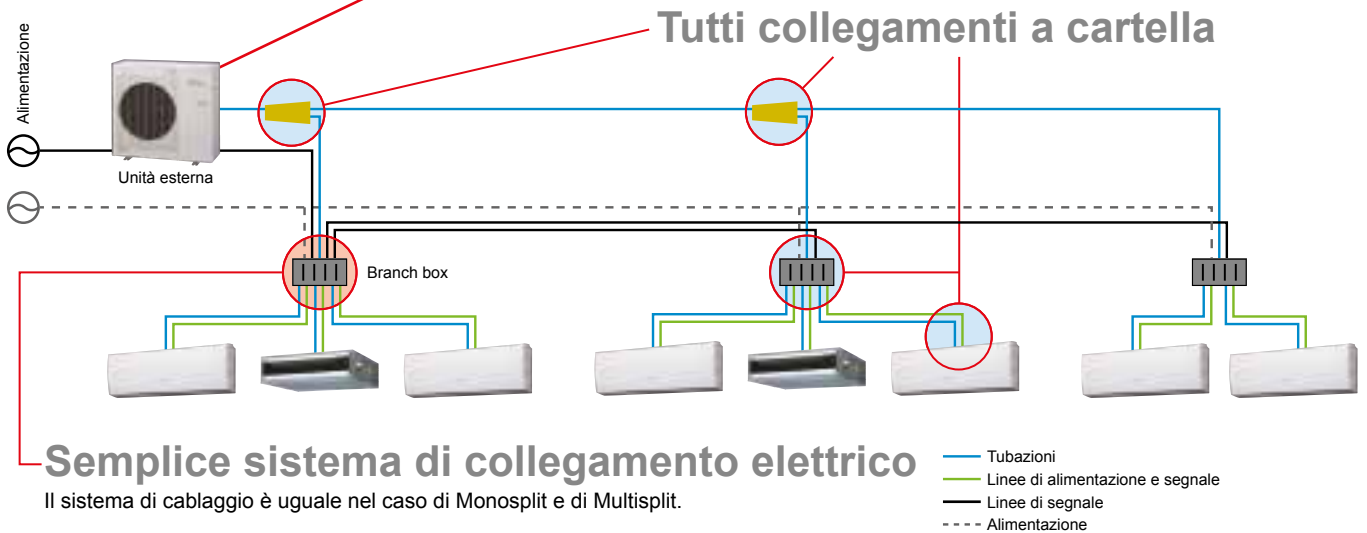 Tutti collegamenti a cartella
Alimentazione
Unità esterna
Branch box
Semplice sistema di collegamento elettrico
Il sistema di cablaggio è uguale nel caso di Monosplit e di Multisplit.
Tubazioni
Linee di alimentazione e segnale
Linee di segnale
Alimentazione